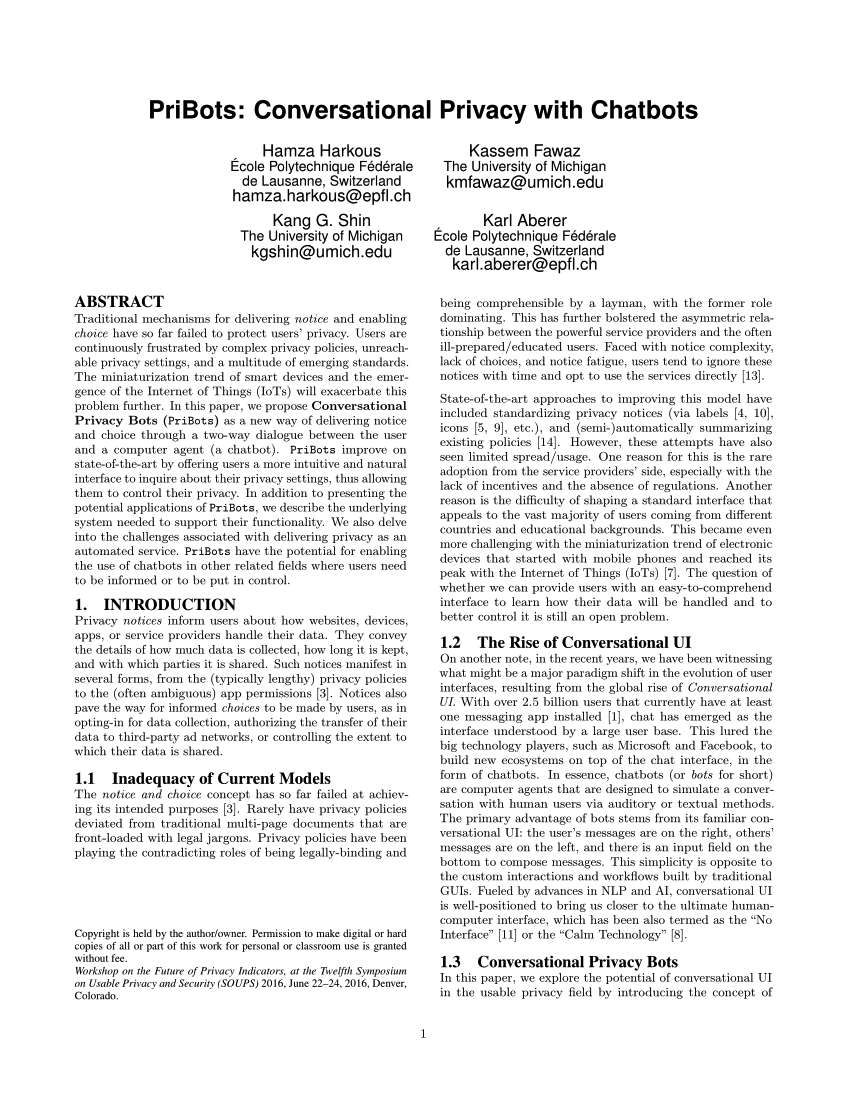 PriBots: Conversational Privacy with Chatbots
Hamza Harkous
École Polytechnique Fédérale
de Lausanne, Switzerland
hamza.harkous@epfl.ch
Kassem Fawaz
The University of Michigan
kmfawaz@umich.edu
Kang G. Shin
The University of Michigan
kgshin@umich.edu
Karl Aberer
École Polytechnique Fédérale
de Lausanne, Switzerland
karl.aberer@epfl.ch
ABSTRACT
Traditional mechanisms for delivering notice and enabling
choice have so far failed to protect users' privacy. Users are
continuously frustrated by complex privacy policies, unreach-
able privacy settings, and a multitude of emerging standards.
The miniaturization trend of smart devices and the emer-
gence of the Internet of Things (IoTs) will exacerbate this
problem further. In this paper, we propose Conversational
Privacy Bots (PriBots) as a new way of delivering notice
and choice through a two-way dialogue between the user
and a computer agent (a chatbot). PriBots improve on
state-of-the-art by offering users a more intuitive and natural
interface to inquire about their privacy settings, thus allowing
them to control their privacy. In addition to presenting the
potential applications of PriBots, we describe the underlying
system needed to support their functionality. We also delve
into the challenges associated with delivering privacy as an
automated service. PriBots have the potential for enabling
the use of chatbots in other related fields where users need
to be informed or to be put in control.
1. INTRODUCTION
Privacy notices inform users about how websites, devices,
apps, or service providers handle their data. They convey
the details of how much data is collected, how long it is kept,
and with which parties it is shared. Such notices manifest in
several forms, from the (typically lengthy) privacy policies
to the (often ambiguous) app permissions [3]. Notices also
pave the way for informed choices to be made by users, as in
opting-in for data collection, authorizing the transfer of their
data to third-party ad networks, or controlling the extent to
which their data is shared.
1.1 Inadequacy of Current Models
The notice and choice concept has so far failed at achiev-
ing its intended purposes [3]. Rarely have privacy policies
deviated from traditional multi-page documents that are
front-loaded with legal jargons. Privacy policies have been
playing the contradicting roles of being legally-binding and
Copyright is held by the author/owner. Permission to make digital or hard
copies of all or part of this work for personal or classroom use is granted
without fee.
Workshop on the Future of Privacy Indicators, at the Twelfth Symposium
on Usable Privacy and Security (SOUPS) 2016, June 22–24, 2016, Denver,
Colorado.
being comprehensible by a layman, with the former role
dominating. This has further bolstered the asymmetric rela-
tionship between the powerful service providers and the often
ill-prepared/educated users. Faced with notice complexity,
lack of choices, and notice fatigue, users tend to ignore these
notices with time and opt to use the services directly [13].
State-of-the-art approaches to improving this model have
included standardizing privacy notices (via labels [4, 10],
icons [5, 9], etc.), and (semi-)automatically summarizing
existing policies [14]. However, these attempts have also
seen limited spread/usage. One reason for this is the rare
adoption from the service providers' side, especially with the
lack of incentives and the absence of regulations. Another
reason is the difficulty of shaping a standard interface that
appeals to the vast majority of users coming from different
countries and educational backgrounds. This became even
more challenging with the miniaturization trend of electronic
devices that started with mobile phones and reached its
peak with the Internet of Things (IoTs) [7]. The question of
whether we can provide users with an easy-to-comprehend
interface to learn how their data will be handled and to
better control it is still an open problem.
1.2 The Rise of Conversational UI
On another note, in the recent years, we have been witnessing
what might be a major paradigm shift in the evolution of user
interfaces, resulting from the global rise of Conversational
UI. With over 2.5 billion users that currently have at least
one messaging app installed [1], chat has emerged as the
interface understood by a large user base. This lured the
big technology players, such as Microsoft and Facebook, to
build new ecosystems on top of the chat interface, in the
form of chatbots. In essence, chatbots (or bots for short)
are computer agents that are designed to simulate a conver-
sation with human users via auditory or textual methods.
The primary advantage of bots stems from its familiar con-
versational UI: the user's messages are on the right, others'
messages are on the left, and there is an input field on the
bottom to compose messages. This simplicity is opposite to
the custom interactions and workflows built by traditional
GUIs. Fueled by advances in NLP and AI, conversational UI
is well-positioned to bring us closer to the ultimate human-
computer interface, which has been also termed as the “No
Interface” [11] or the “Calm Technology” [8].
1.3 Conversational Privacy Bots
In this paper, we explore the potential of conversational UI
in the usable privacy field by introducing the concept of
1